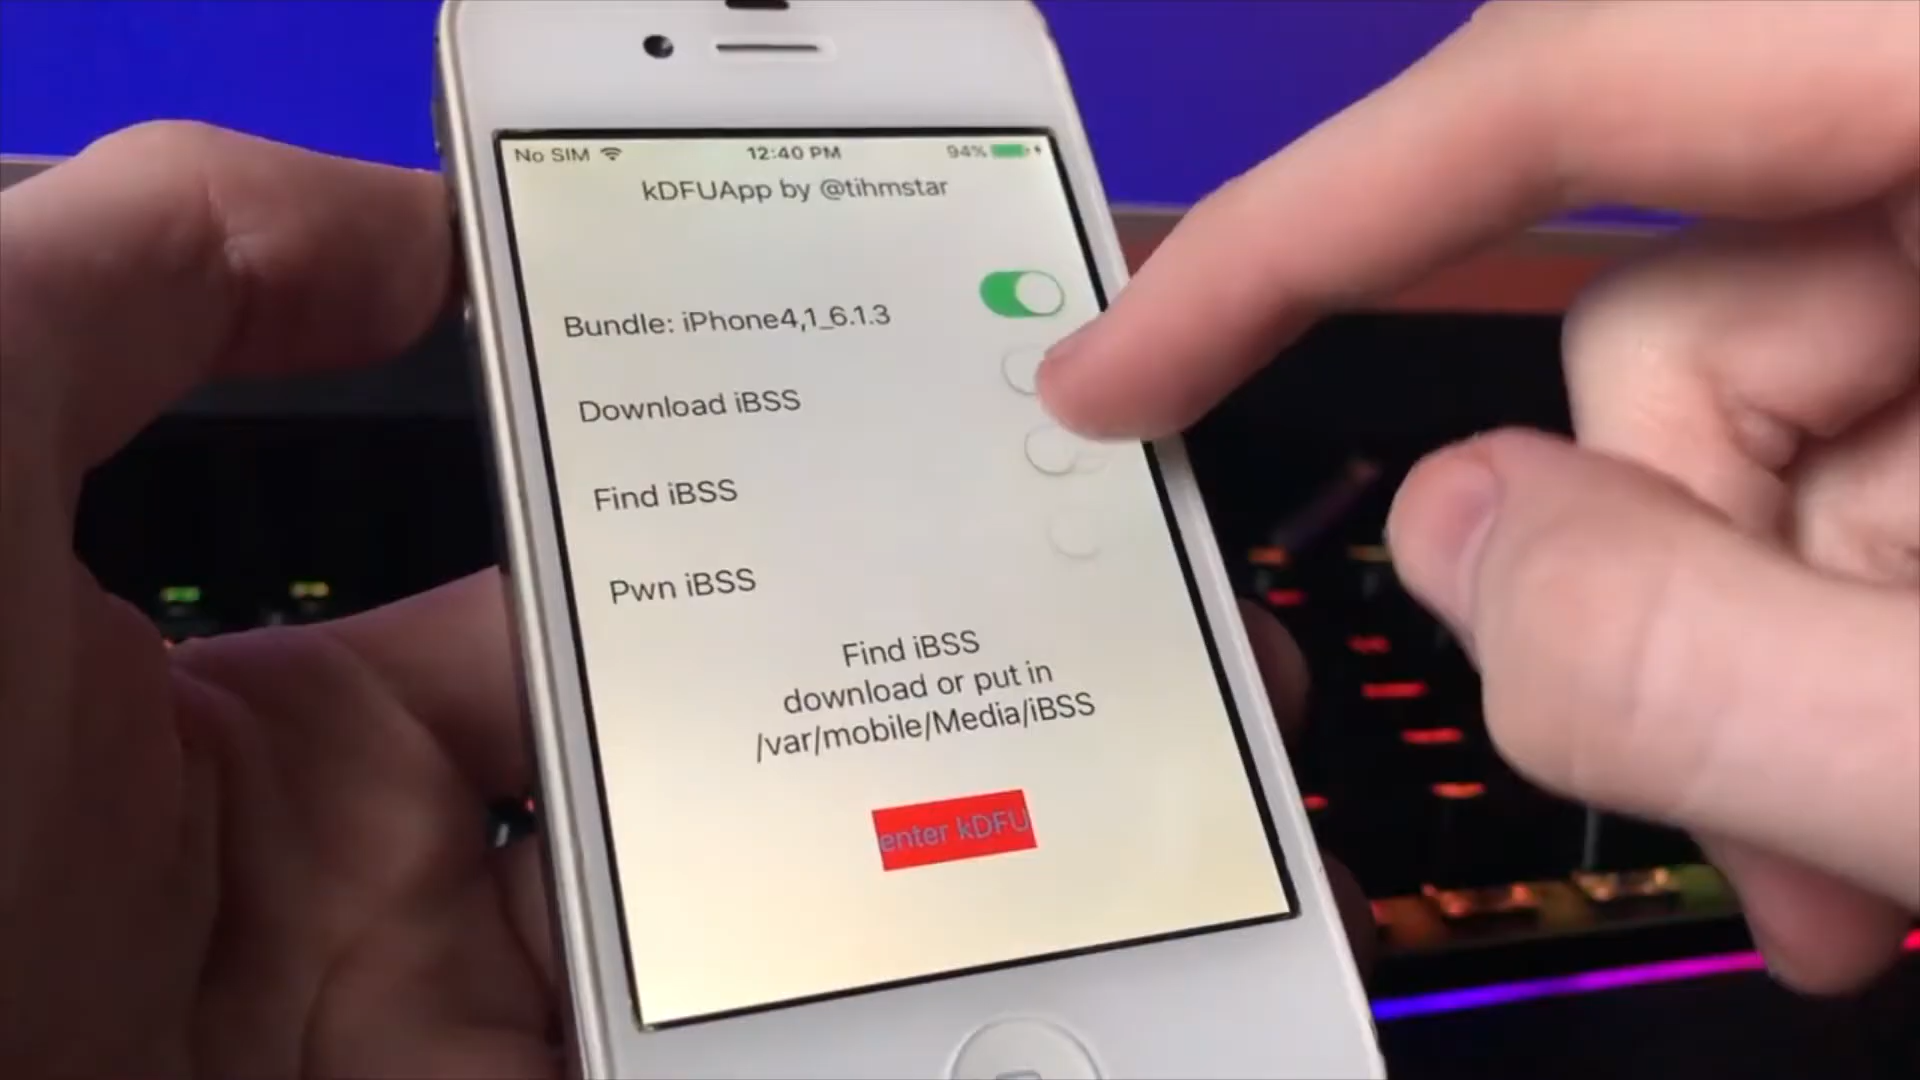 No SIM 12:40 PM 94%
kDFUApp by @tihmstar
Bundle: iPhone4,1_6.1.3
Download iBSS
Find iBSS
Pwn iBSS
Find iBSS
download or put in
/var/mobile/Media/iBSS
enter kDFU